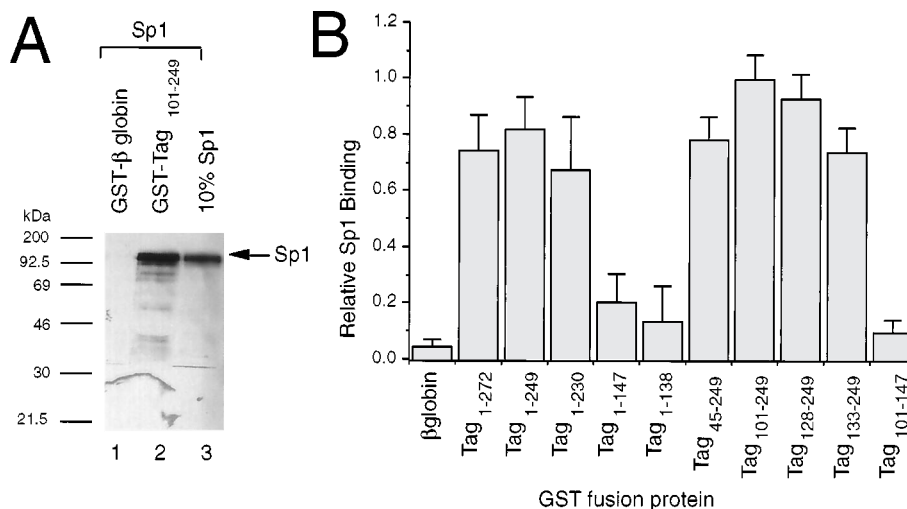 A
Sp1
GST-β globin
GST-Tag 101-249
10% Sp1
kDa
200
92.5
69
46
30
21.5
Sp1
1 2 3
B
Relative Sp1 Binding
1.2
1.0
0.8
0.6
0.4
0.2
0.0
βglobin
Tag 1-272
Tag 1-249
Tag 1-230
Tag 1-147
Tag 1-138
Tag 45-249
Tag 101-249
Tag 128-249
Tag 133-249
Tag 101-147
GST fusion protein